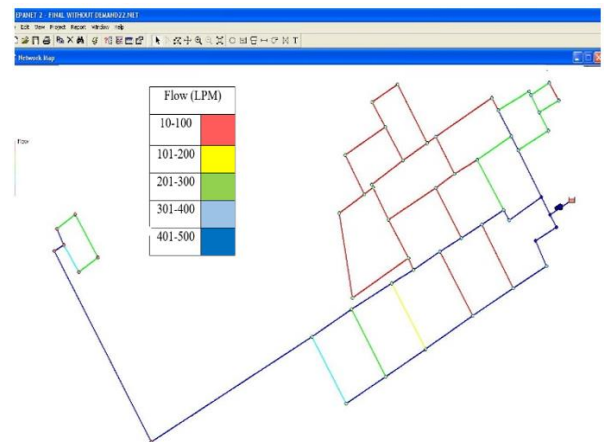 EPANET 2 - FINAL WITHOUT DEMAND22.NET
Edit View Project Report Window Help
Network Map
Flow
Flow (LPM)
10-100
101-200
201-300
301-400
401-500